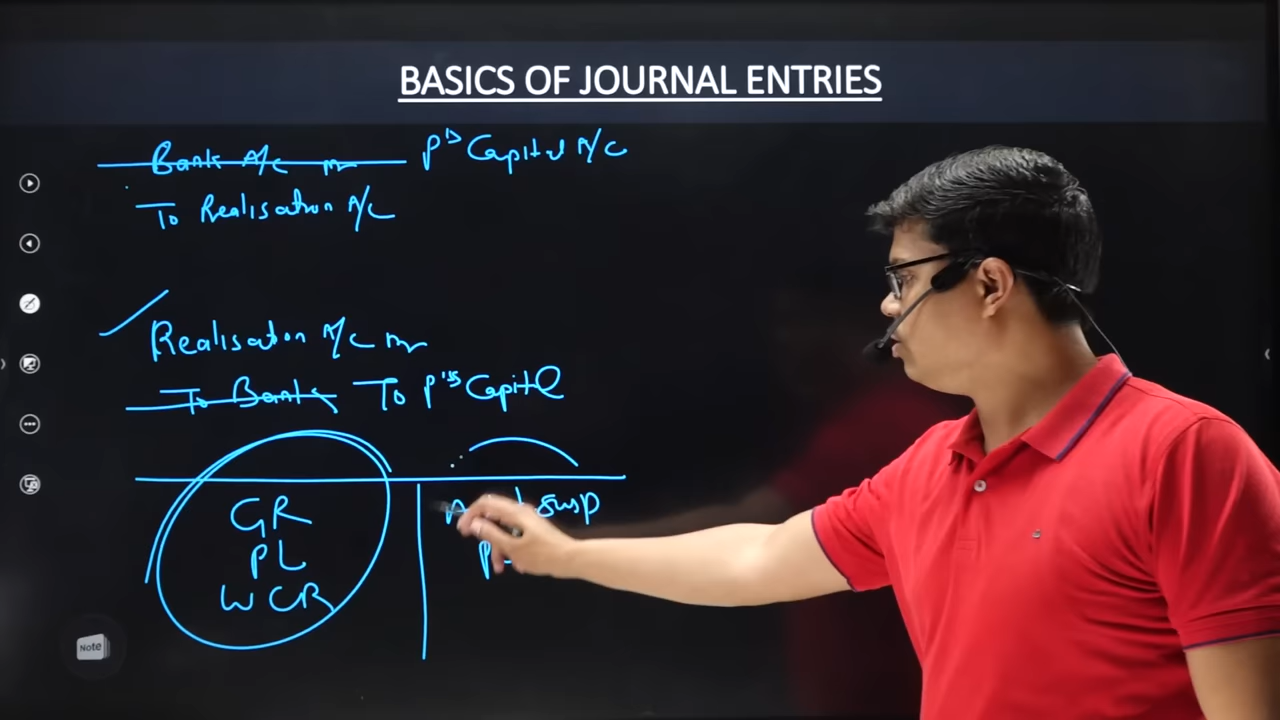 BASICS OF JOURNAL ENTRIES
Bank A/c Dr P's Capital A/c
To Realisation A/c
Realisation A/c Dr
To Bank To P's Capital
GR
PL
WCR
susp
Note